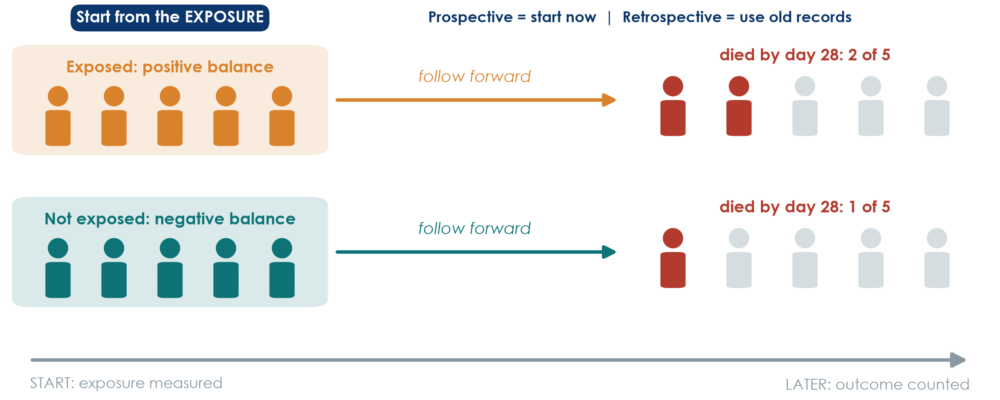 Start from the EXPOSURE
Prospective = start now | Retrospective = use old records
Exposed: positive balance
follow forward
died by day 28: 2 of 5
Not exposed: negative balance
follow forward
died by day 28: 1 of 5
START: exposure measured
LATER: outcome counted